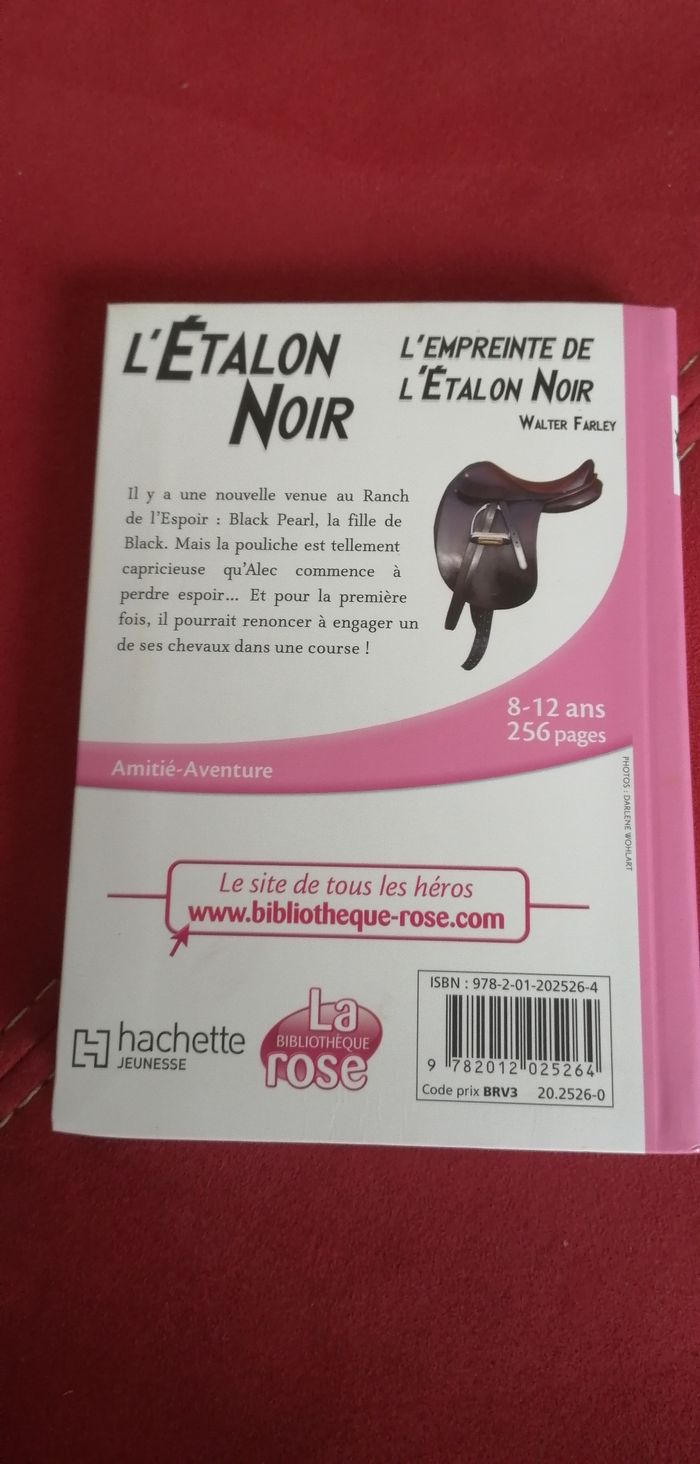 L'ÉTALON
NOIR
L'EMPREINTE DE
L'ÉTALON NOIR
WALTER FARLEY
Il y a une nouvelle venue au Ranch
de l'Espoir : Black Pearl, la fille de
Black. Mais la pouliche est tellement
capricieuse qu'Alec commence à
perdre espoir... Et pour la première
fois, il pourrait renoncer à engager un
de ses chevaux dans une course !
8-12 ans
256 pages
Amitié-Aventure
PHOTOS : DARLENE WOHLART
Le site de tous les héros
www.bibliotheque-rose.com
hachette
JEUNESSE
La
BIBLIOTHÈQUE
rose
ISBN : 978-2-01-202526-4
9 782012 025264
Code prix BRV3 20.2526-0